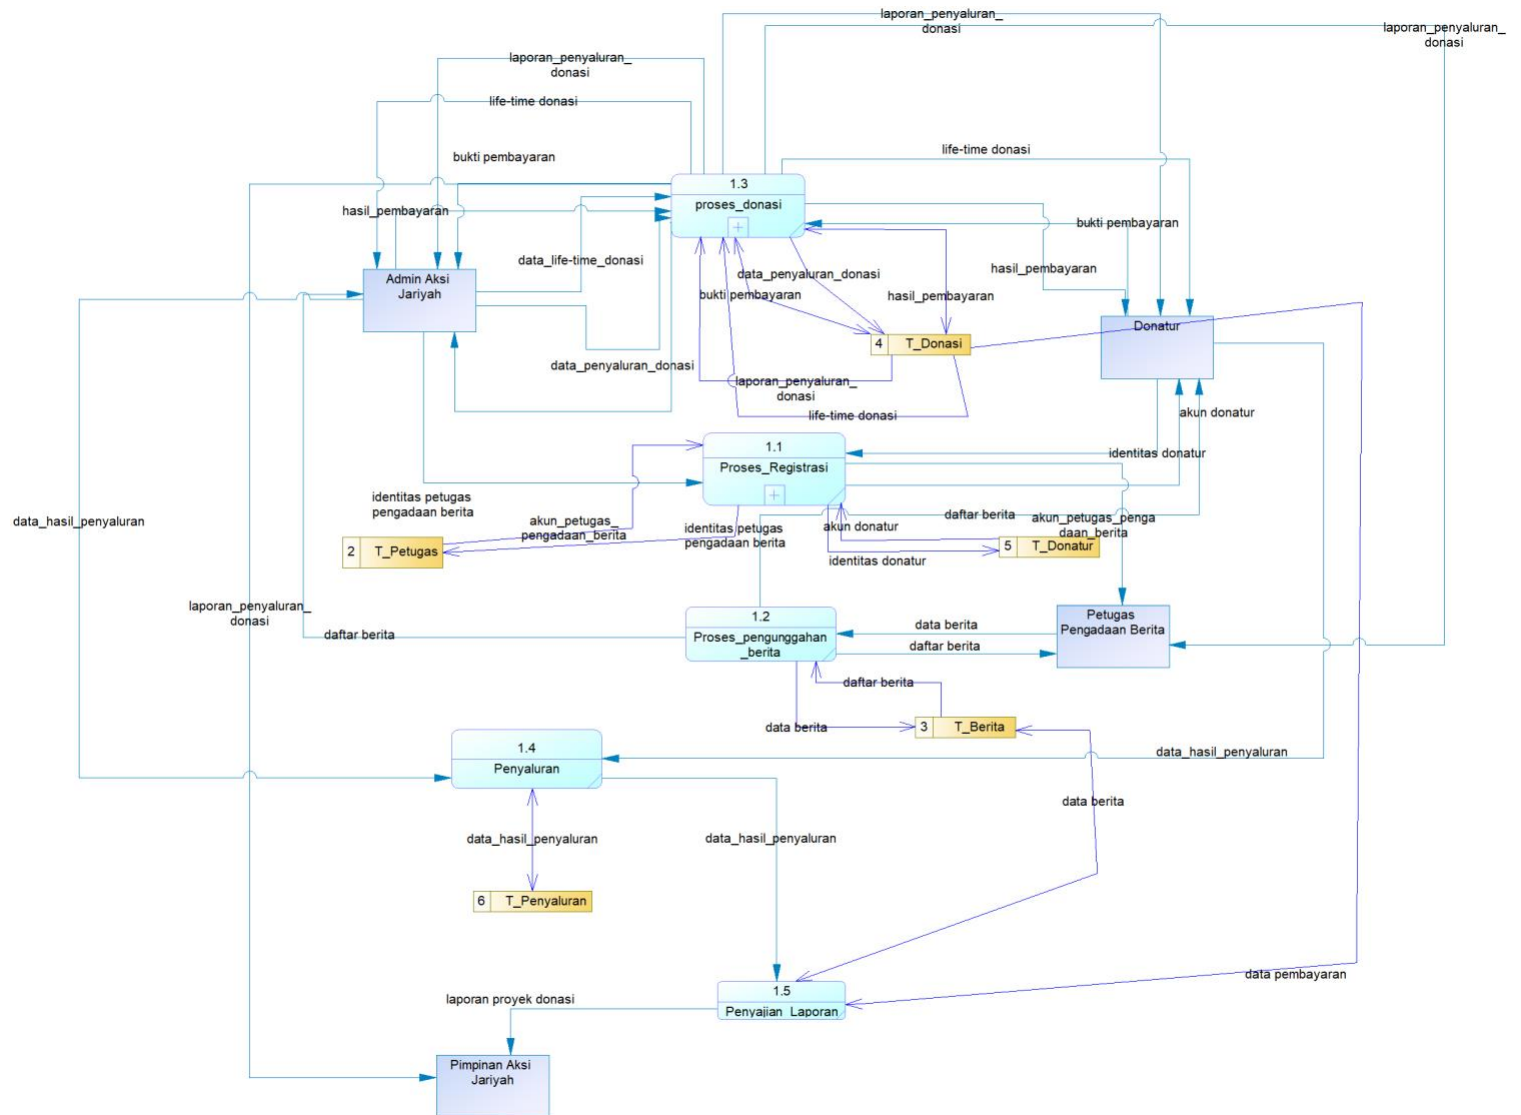 laporan_penyaluran_
donasi
laporan_penyaluran_
donasi
laporan_penyaluran_
donasi
life-time donasi
bukti pembayaran
life-time donasi
1.3
proses_donasi
hasil_pembayaran
bukti pembayaran
data_life-time_donasi
data_penyaluran_donasi
hasil_pembayaran
Admin Aksi
Jariyah
bukti pembayaran
hasil_pembayaran
Donatur
4 T_Donasi
data_penyaluran_donasi
laporan_penyaluran_
donasi
life-time donasi
akun donatur
1.1
Proses_Registrasi
identitas donatur
identitas petugas
pengadaan berita
data_hasil_penyaluran
akun_petugas_
pengadaan_berita
identitas petugas
pengadaan berita
akun donatur
daftar berita
akun_petugas_penga
daan_berita
2 T_Petugas
5 T_Donatur
identitas donatur
laporan_penyaluran_
donasi
daftar berita
1.2
Proses_pengunggahan
_berita
data berita
daftar berita
Petugas
Pengadaan Berita
daftar berita
data berita
3 T_Berita
1.4
Penyaluran
data_hasil_penyaluran
data berita
data_hasil_penyaluran
data_hasil_penyaluran
6 T_Penyaluran
data pembayaran
1.5
Penyajian_Laporan
laporan proyek donasi
Pimpinan Aksi
Jariyah